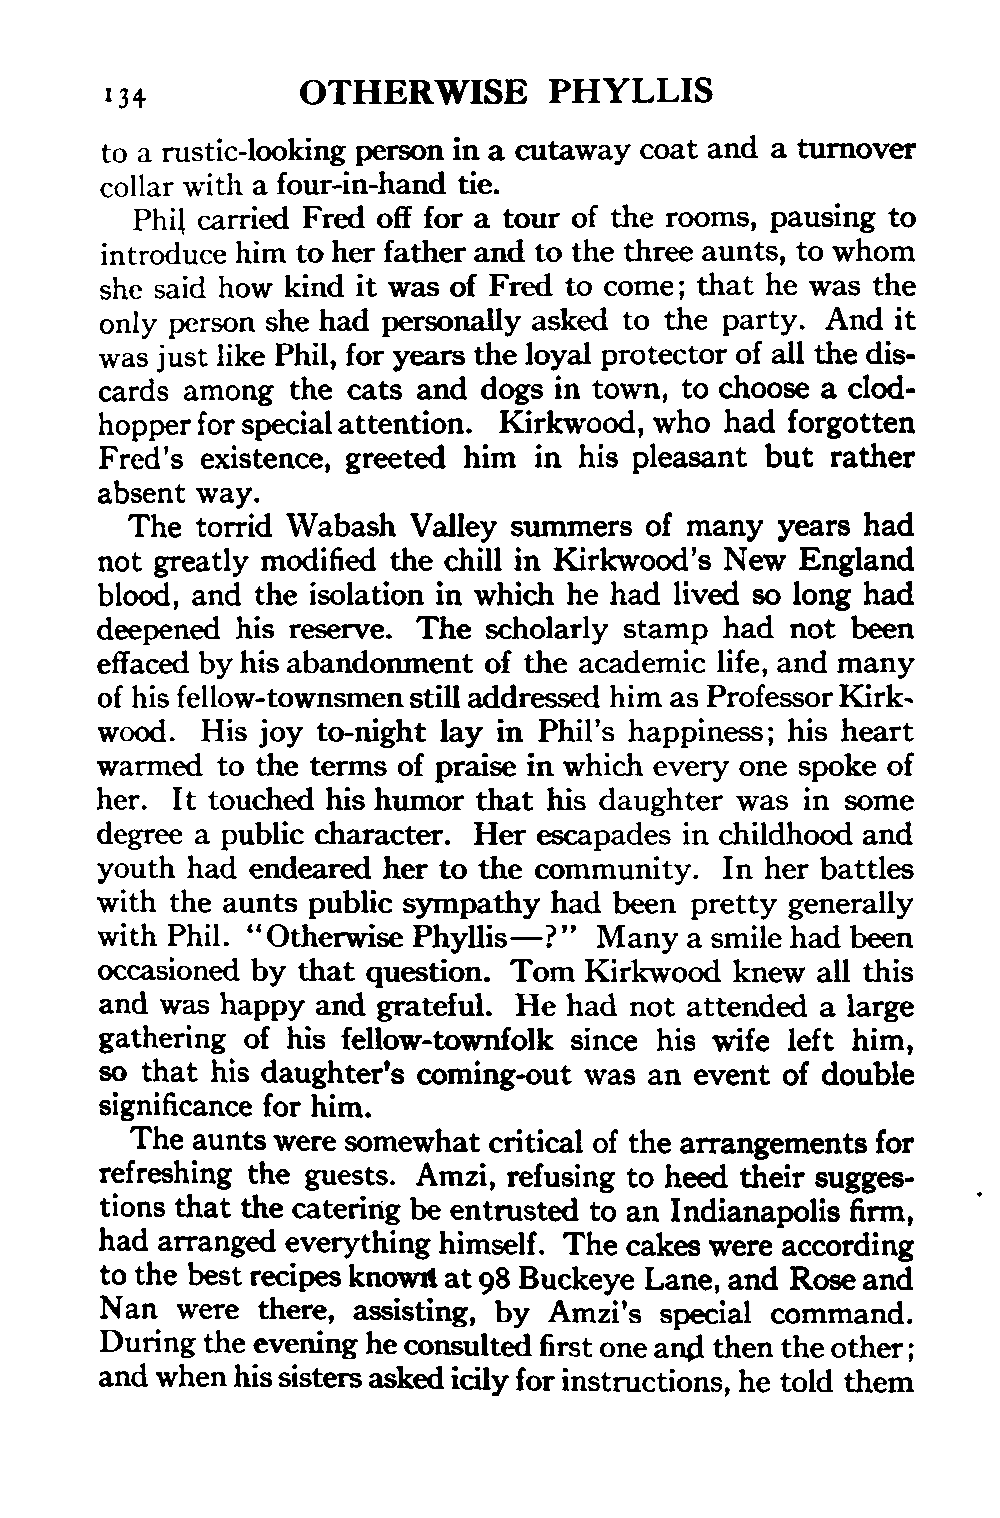 134 OTHERWISE PHYLLIS
to a rustic-looking person in a cutaway coat and a turnover
collar with a four-in-hand tie.
Phil carried Fred off for a tour of the rooms, pausing to
introduce him to her father and to the three aunts, to whom
she said how kind it was of Fred to come; that he was the
only person she had personally asked to the party. And it
was just like Phil, for years the loyal protector of all the dis-
cards among the cats and dogs in town, to choose a clod-
hopper for special attention. Kirkwood, who had forgotten
Fred's existence, greeted him in his pleasant but rather
absent way.
The torrid Wabash Valley summers of many years had
not greatly modified the chill in Kirkwood's New England
blood, and the isolation in which he had lived so long had
deepened his reserve. The scholarly stamp had not been
effaced by his abandonment of the academic life, and many
of his fellow-townsmen still addressed him as Professor Kirk-
wood. His joy to-night lay in Phil's happiness; his heart
warmed to the terms of praise in which every one spoke of
her. It touched his humor that his daughter was in some
degree a public character. Her escapades in childhood and
youth had endeared her to the community. In her battles
with the aunts public sympathy had been pretty generally
with Phil. "Otherwise Phyllis—?" Many a smile had been
occasioned by that question. Tom Kirkwood knew all this
and was happy and grateful. He had not attended a large
gathering of his fellow-townfolk since his wife left him,
so that his daughter's coming-out was an event of double
significance for him.
The aunts were somewhat critical of the arrangements for
refreshing the guests. Amzi, refusing to heed their sugges-
tions that the catering be entrusted to an Indianapolis firm,
had arranged everything himself. The cakes were according
to the best recipes known at 98 Buckeye Lane, and Rose and
Nan were there, assisting, by Amzi's special command.
During the evening he consulted first one and then the other;
and when his sisters asked icily for instructions, he told them